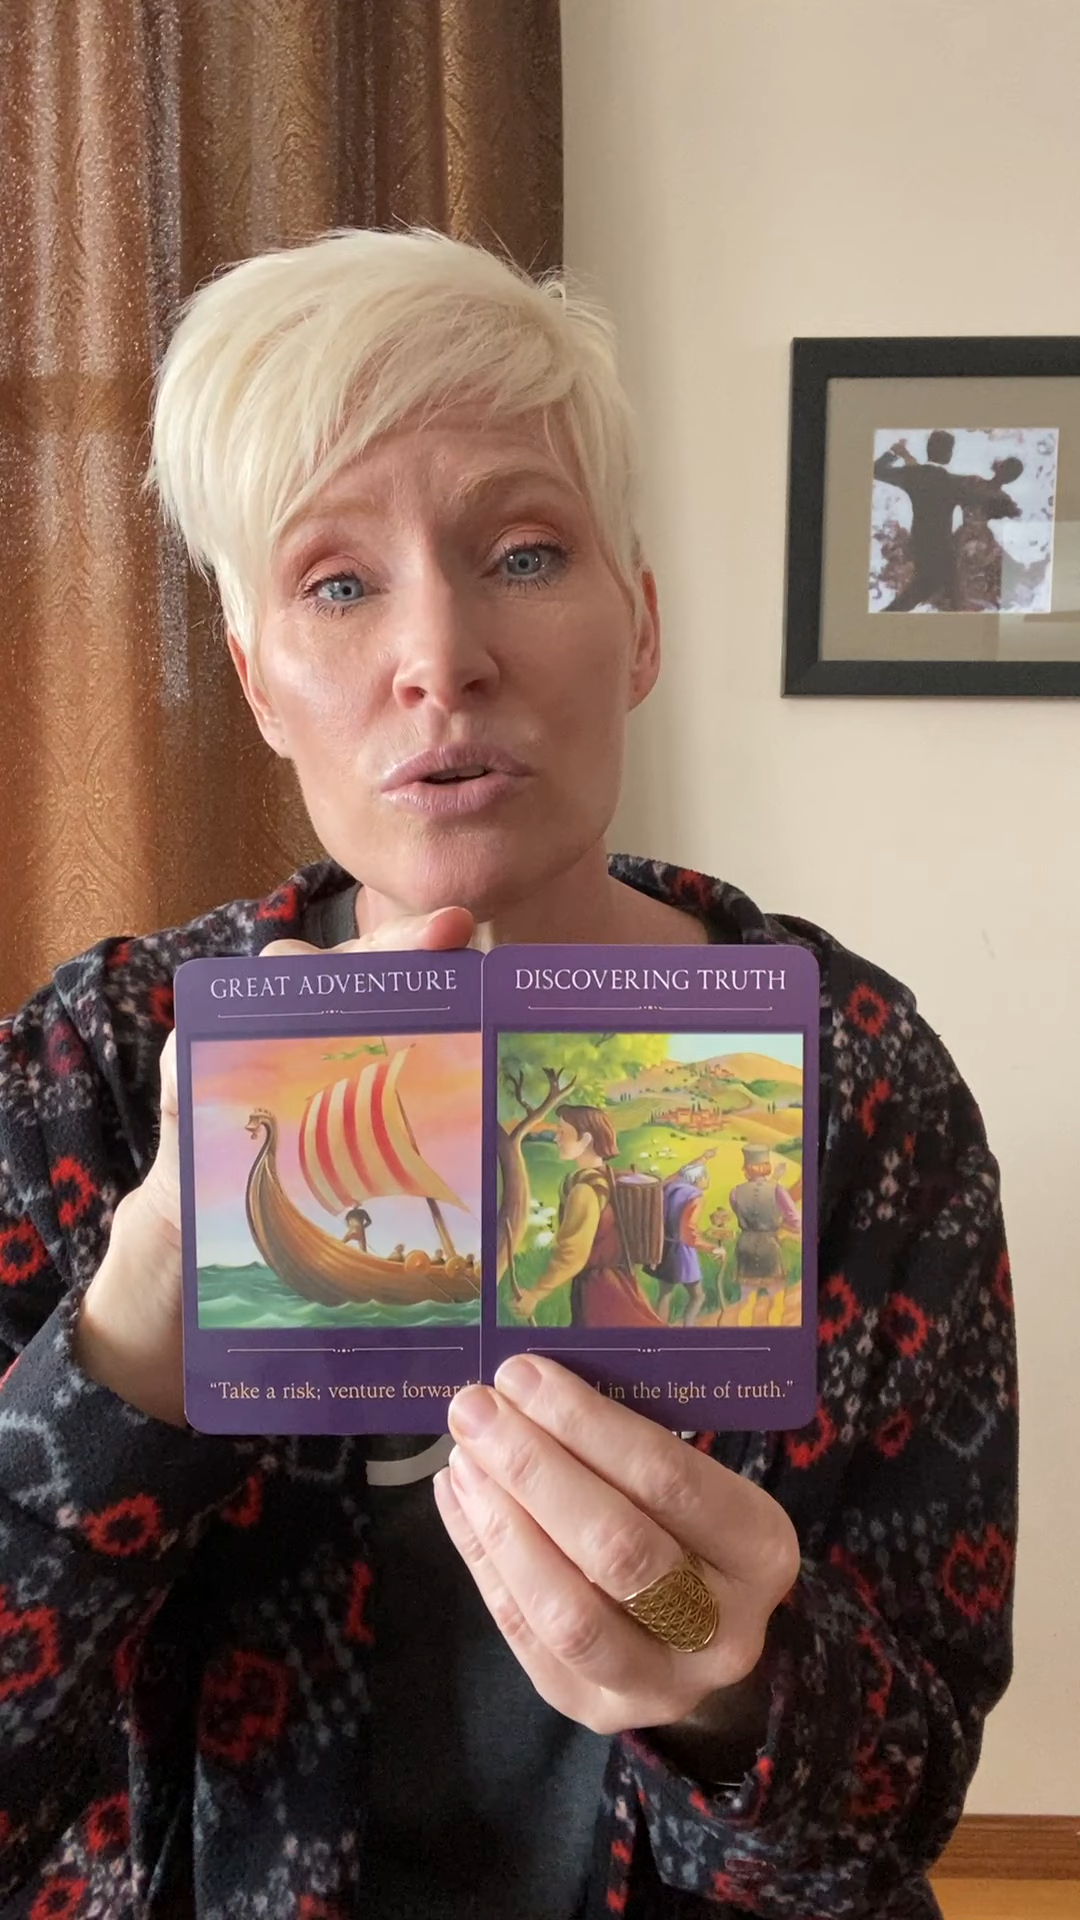 GREAT ADVENTURE
DISCOVERING TRUTH
“Take a risk; venture forward
in the light of truth.”